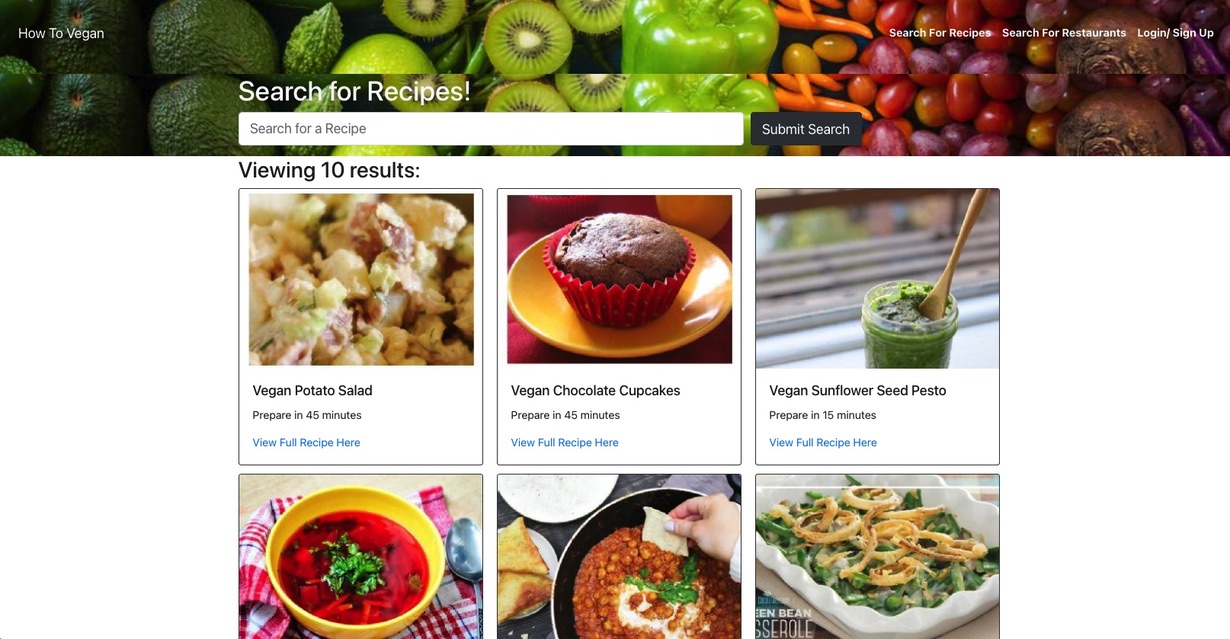 How To Vegan
Search For Recipes Search For Restaurants Login/ Sign Up
Search for Recipes!
Search for a Recipe
Submit Search
Viewing 10 results:
Vegan Potato Salad
Prepare in 45 minutes
View Full Recipe Here
Vegan Chocolate Cupcakes
Prepare in 45 minutes
View Full Recipe Here
Vegan Sunflower Seed Pesto
Prepare in 15 minutes
View Full Recipe Here
EEN BEAN
SSEROLE